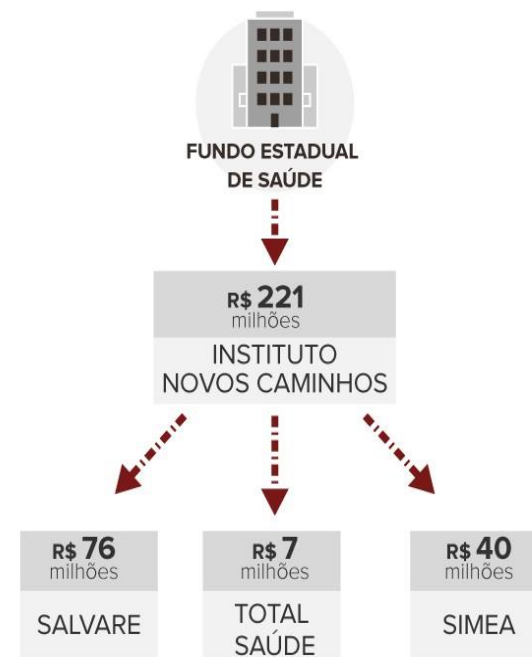 FUNDO ESTADUAL
DE SAÚDE
R$ 221
milhões
INSTITUTO
NOVOS CAMINHOS
R$ 76
milhões
SALVARE
R$ 7
milhões
TOTAL
SAÚDE
R$ 40
milhões
SIMEA